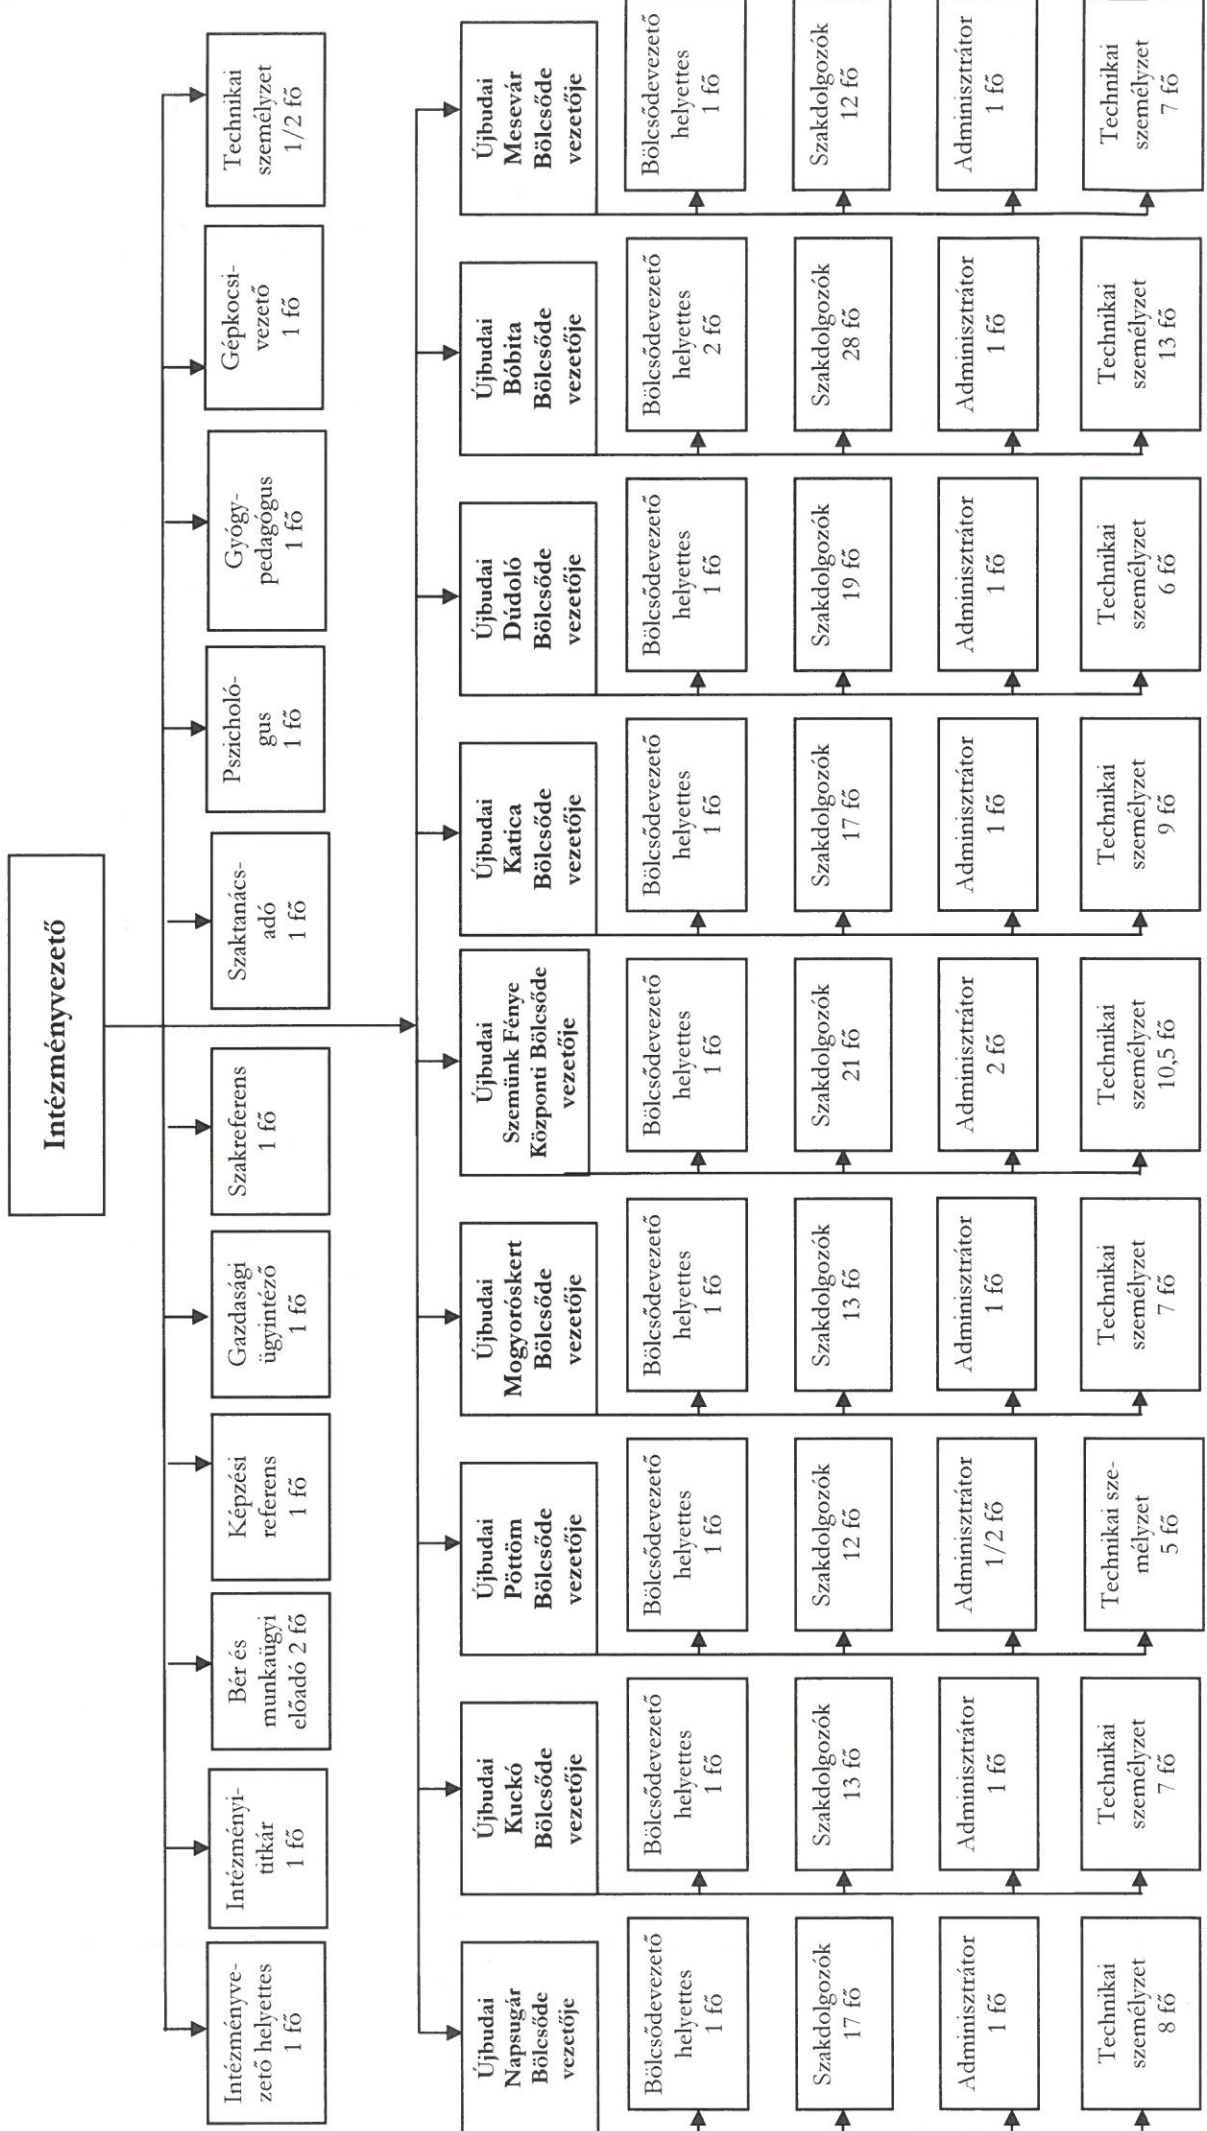 Intézményvezető
Intézményve-
zető helyettes
1 fő
Intézményi-
titkár
1 fő
Bér és
munkaügyi
előadó 2 fő
Képzési
referens
1 fő
Gazdasági
ügyintéző
1 fő
Szakreferens
1 fő
Szaktanács-
adó
1 fő
Pszicholó-
gus
1 fő
Gyógy-
pedagógus
1 fő
Gépkocsi-
vezető
1 fő
Technikai
személyzet
1/2 fő
Újbudai
Napsugár
Bölcsőde
vezetője
Bölcsődevezető
helyettes
1 fő
Szakdolgozók
17 fő
Adminisztrátor
1 fő
Technikai
személyzet
8 fő
Újbudai
Kuckó
Bölcsőde
vezetője
Bölcsődevezető
helyettes
1 fő
Szakdolgozók
13 fő
Adminisztrátor
1 fő
Technikai
személyzet
7 fő
Újbudai
Pöttöm
Bölcsőde
vezetője
Bölcsődevezető
helyettes
1 fő
Szakdolgozók
12 fő
Adminisztrátor
1/2 fő
Technikai sze-
mélyzet
5 fő
Újbudai
Mogyoróskert
Bölcsőde
vezetője
Bölcsődevezető
helyettes
1 fő
Szakdolgozók
13 fő
Adminisztrátor
1 fő
Technikai
személyzet
7 fő
Újbudai
Szemünk Fénye
Központi Bölcsőde
vezetője
Bölcsődevezető
helyettes
1 fő
Szakdolgozók
21 fő
Adminisztrátor
2 fő
Technikai
személyzet
10,5 fő
Újbudai
Katica
Bölcsőde
vezetője
Bölcsődevezető
helyettes
1 fő
Szakdolgozók
17 fő
Adminisztrátor
1 fő
Technikai
személyzet
9 fő
Újbudai
Dúdoló
Bölcsőde
vezetője
Bölcsődevezető
helyettes
1 fő
Szakdolgozók
19 fő
Adminisztrátor
1 fő
Technikai
személyzet
6 fő
Újbudai
Bóbita
Bölcsőde
vezetője
Bölcsődevezető
helyettes
2 fő
Szakdolgozók
28 fő
Adminisztrátor
1 fő
Technikai
személyzet
13 fő
Újbudai
Mesevár
Bölcsőde
vezetője
Bölcsődevezető
helyettes
1 fő
Szakdolgozók
12 fő
Adminisztrátor
1 fő
Technikai
személyzet
7 fő